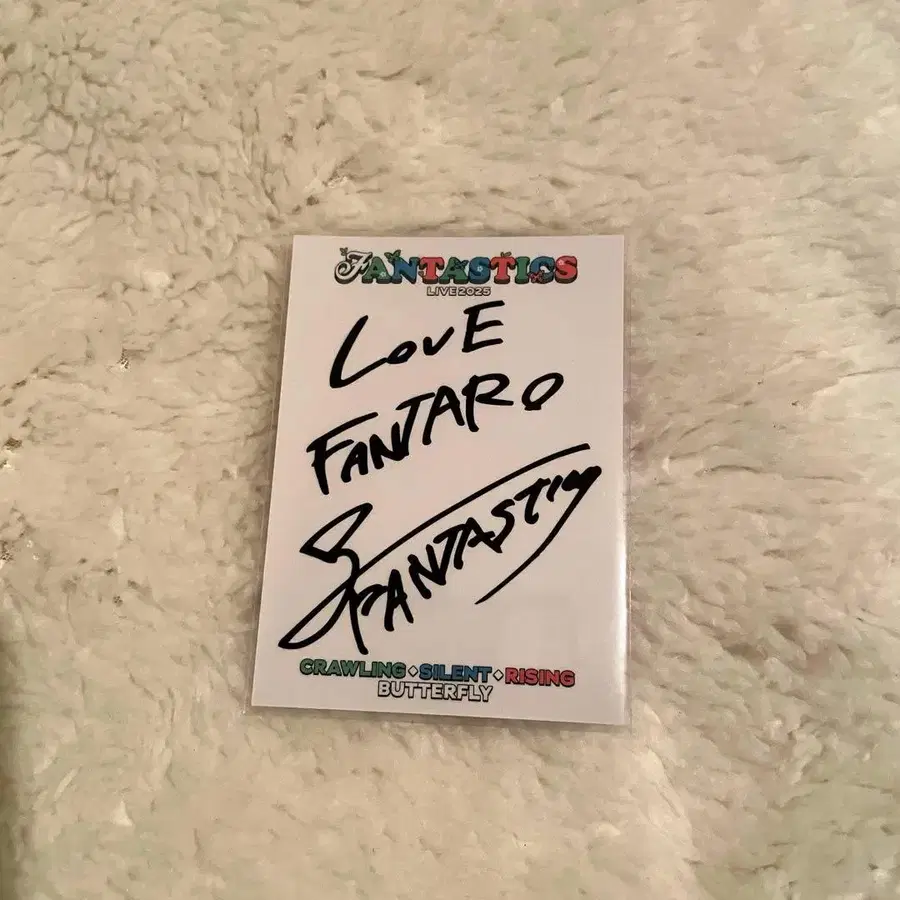 FANTASTICS
LIVE 2025
LOVE
FANTARO
FANTASTICS
CRAWLING◇SILENT◇RISING
BUTTERFLY